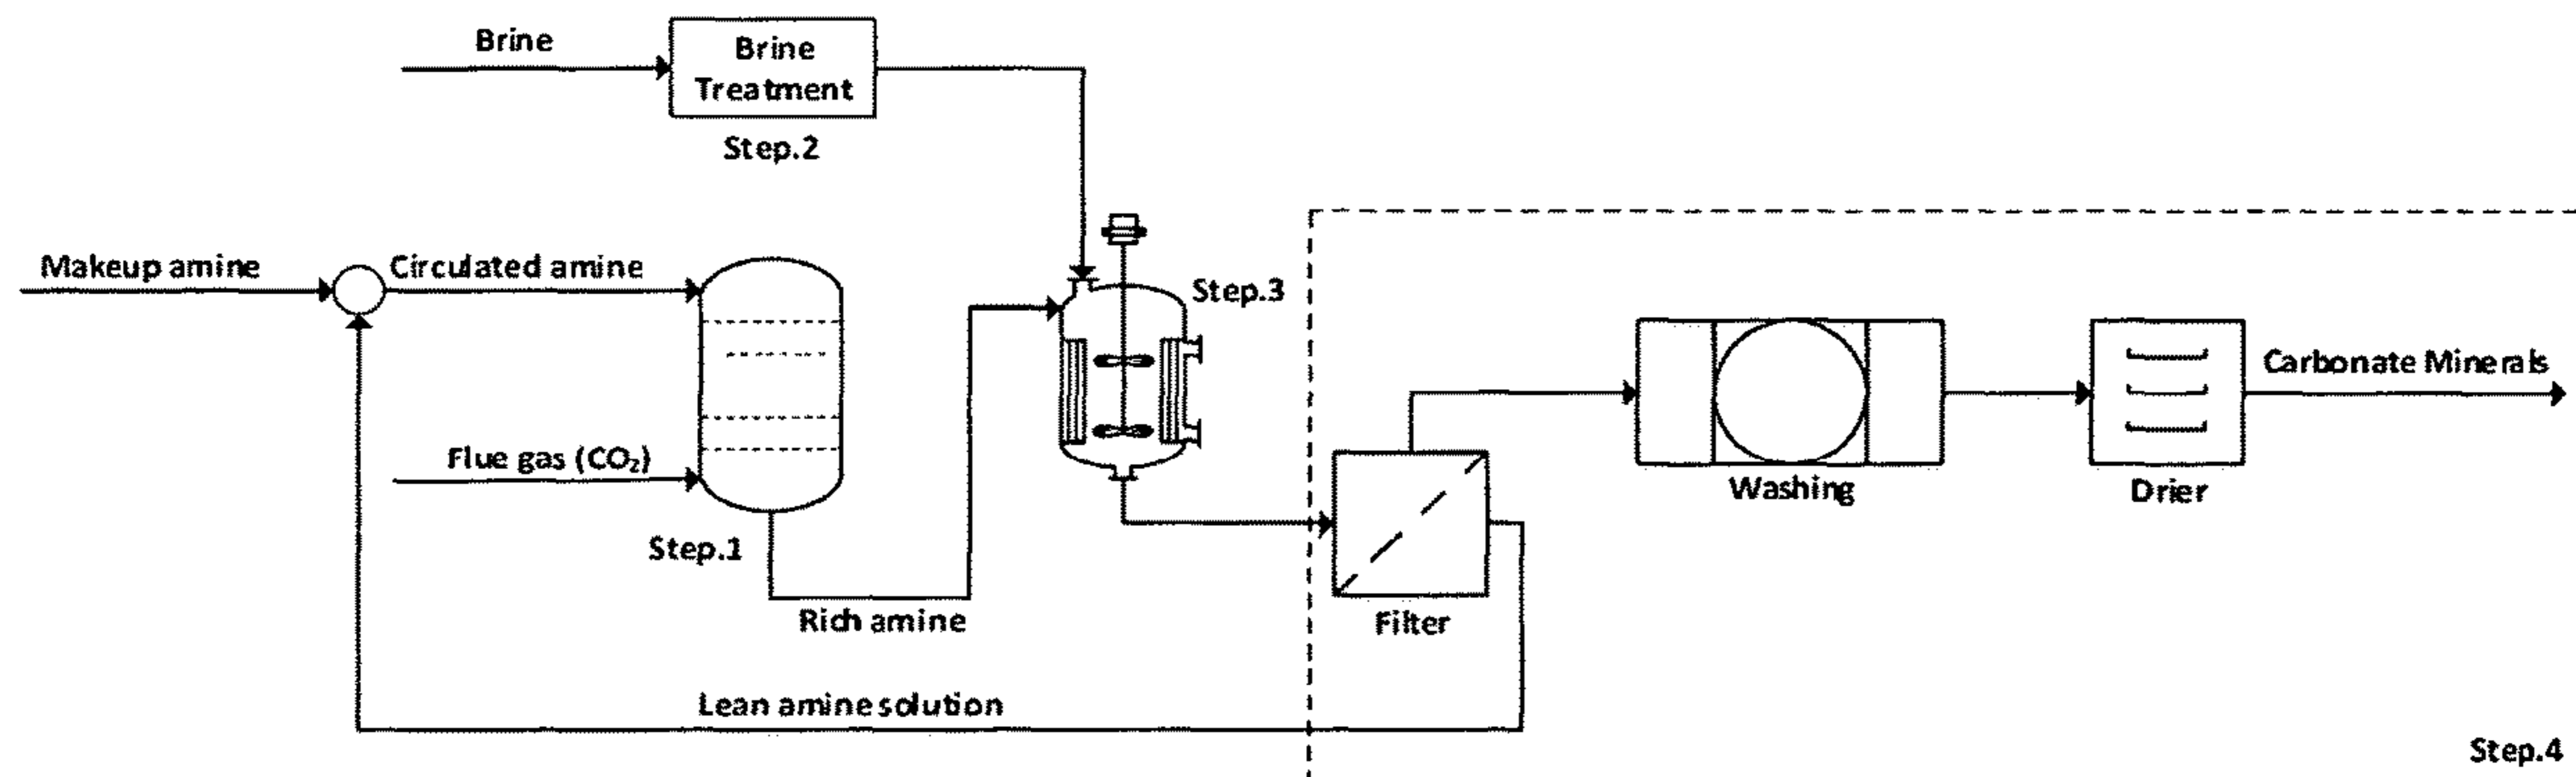 Brine
Brine
Treatment
Step.2
Makeup amine
Circulated amine
Step.3
Carbonate Minerals
Flue gas (CO₂)
Washing
Drier
Step.1
Rich amine
Filter
Lean amine solution
Step.4